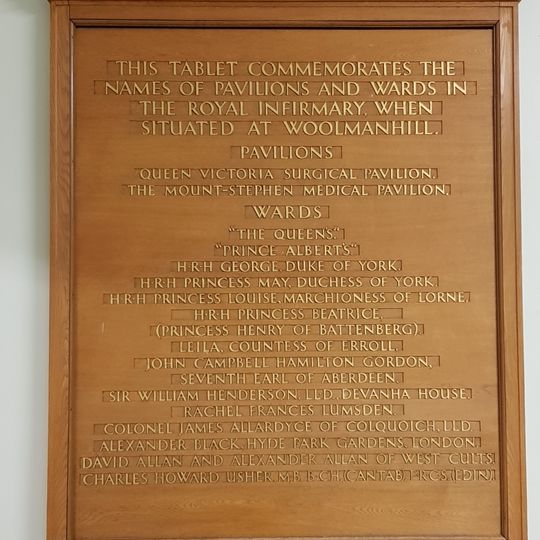 THIS TABLET COMMEMORATES THE
NAMES OF PAVILIONS AND WARDS IN
THE ROYAL INFIRMARY, WHEN
SITUATED AT WOOLMANHILL.
PAVILIONS
QUEEN VICTORIA SURGICAL PAVILION.
THE MOUNT-STEPHEN MEDICAL PAVILION.
WARDS
"THE QUEENS."
"PRINCE ALBERT'S"
H·R·H GEORGE, DUKE OF YORK.
H·R·H PRINCESS MAY, DUCHESS OF YORK.
H·R·H PRINCESS LOUISE, MARCHIONESS OF LORNE.
H·R·H PRINCESS BEATRICE,
(PRINCESS HENRY OF BATTENBERG)
LEILA, COUNTESS OF ERROLL.
JOHN CAMPBELL HAMILTON GORDON,
SEVENTH EARL OF ABERDEEN.
SIR WILLIAM HENDERSON, LL.D., DEVANHA HOUSE.
RACHEL FRANCES LUMSDEN.
COLONEL JAMES ALLARDYCE OF COLQUOICH, LL.D.
ALEXANDER BLACK, HYDE PARK GARDENS, LONDON.
DAVID ALLAN AND ALEXANDER ALLAN OF WEST CULTS.
CHARLES HOWARD USHER, M.B. B·CH. (CANTAB) F·R·C·S. (EDIN).